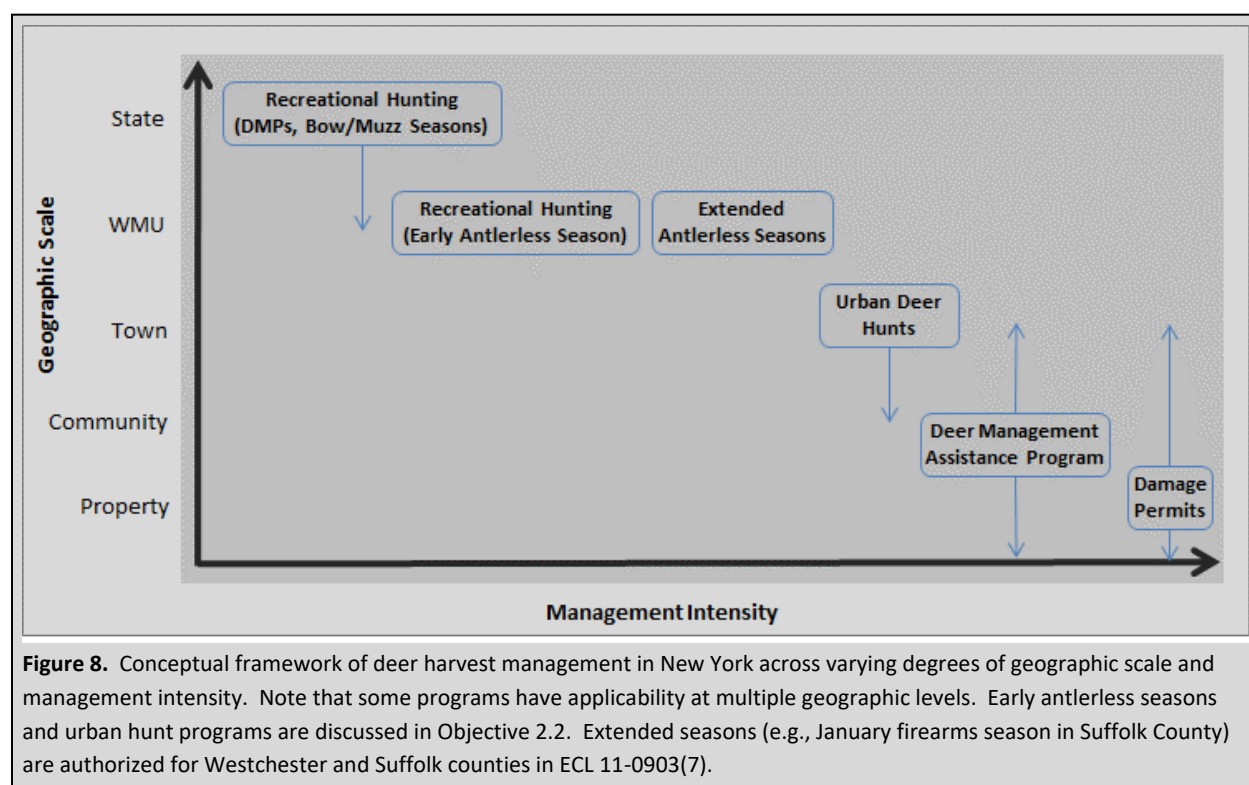 State
Recreational Hunting
(DMPs, Bow/Muzz Seasons)
WMU
Recreational Hunting
(Early Antlerless Season)
Extended
Antlerless Seasons
Geographic Scale
Town
Urban Deer
Hunts
Community
Deer Management
Assistance Program
Property
Damage
Permits
Management Intensity
Figure 8. Conceptual framework of deer harvest management in New York across varying degrees of geographic scale and
management intensity. Note that some programs have applicability at multiple geographic levels. Early antlerless seasons
and urban hunt programs are discussed in Objective 2.2. Extended seasons (e.g., January firearms season in Suffolk County)
are authorized for Westchester and Suffolk counties in ECL 11-0903(7).